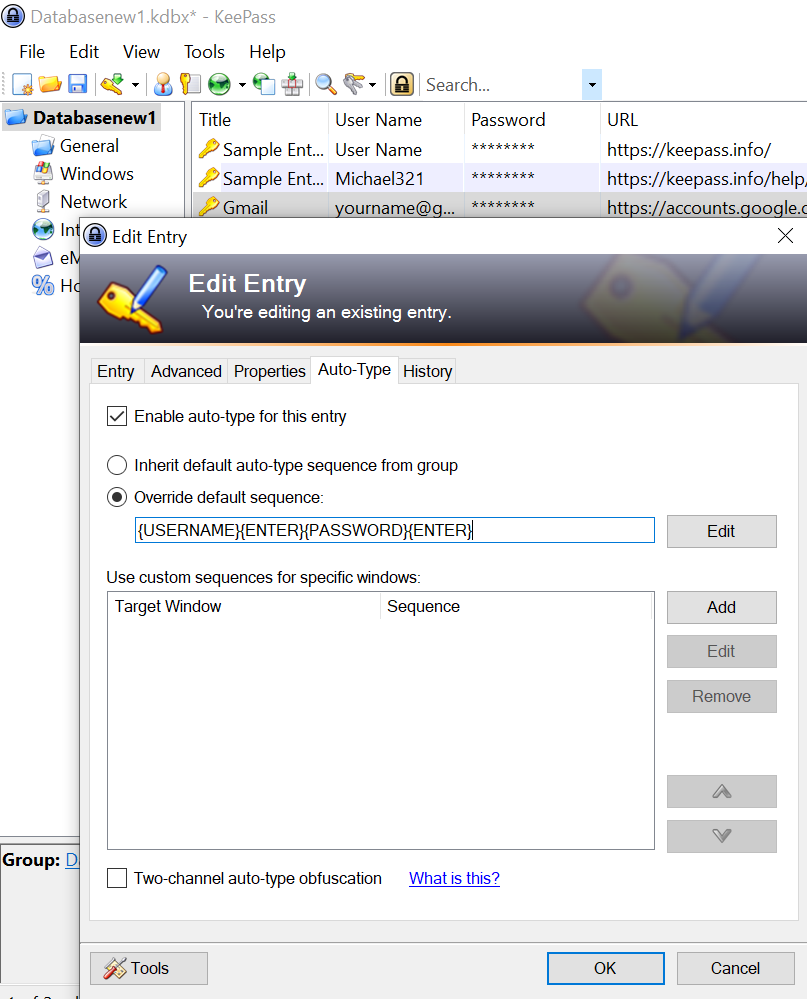 Databasenew1.kdbx* - KeePass
File Edit View Tools Help
Search...
Databasenew1
General
Windows
Network
Title User Name Password URL
Sample Ent... User Name ******** https://keepass.info/
Sample Ent... Michael321 ******** https://keepass.info/help/
Gmail yourname@g... ******** https://accounts.google.c
Edit Entry
Edit Entry
You're editing an existing entry.
Entry Advanced Properties Auto-Type History
Enable auto-type for this entry
Inherit default auto-type sequence from group
Override default sequence:
{USERNAME}{ENTER}{PASSWORD}{ENTER} Edit
Use custom sequences for specific windows:
Target Window Sequence
Add
Edit
Remove
Group:
Two-channel auto-type obfuscation What is this?
Tools OK Cancel